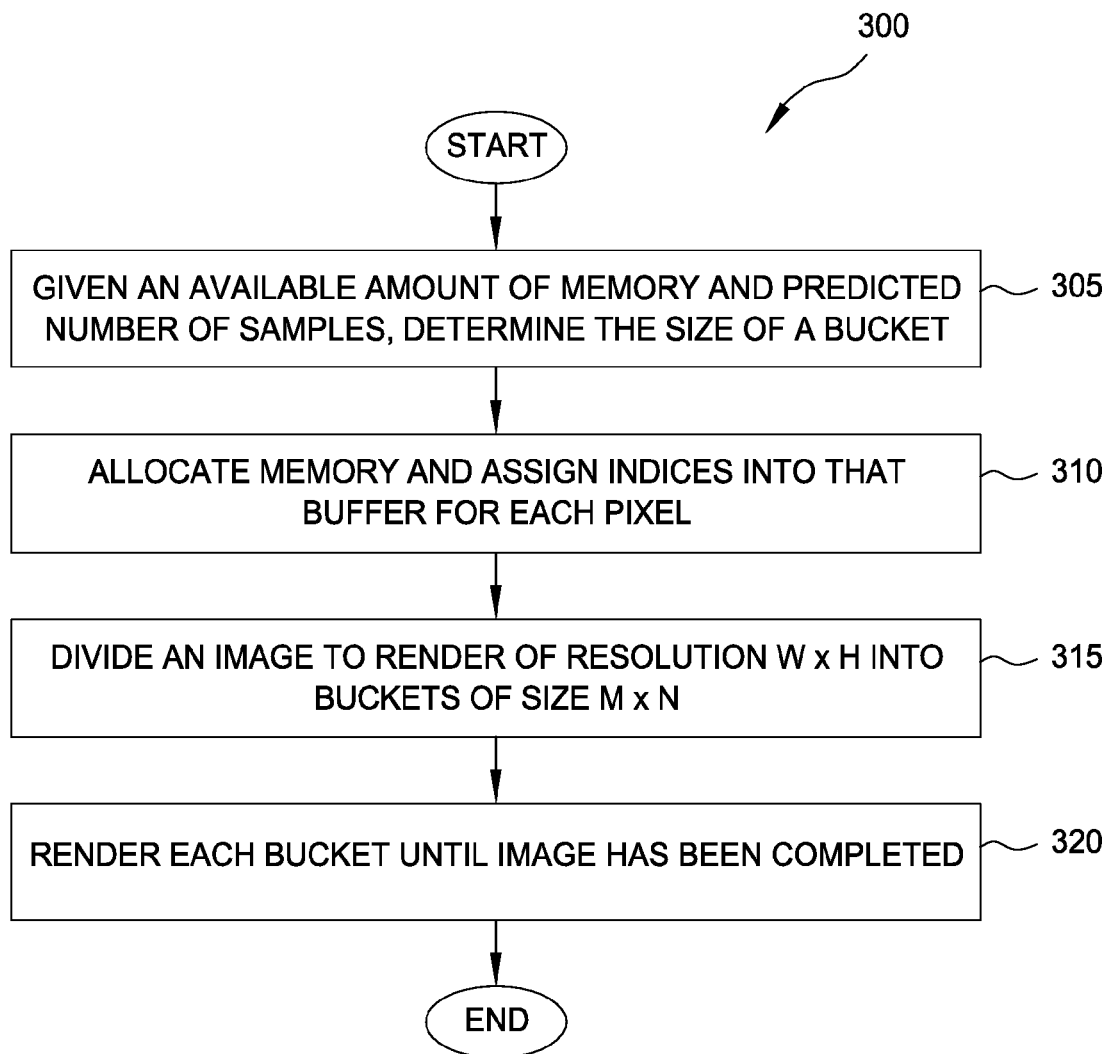 300
START
GIVEN AN AVAILABLE AMOUNT OF MEMORY AND PREDICTED
NUMBER OF SAMPLES, DETERMINE THE SIZE OF A BUCKET
305
ALLOCATE MEMORY AND ASSIGN INDICES INTO THAT
BUFFER FOR EACH PIXEL
310
DIVIDE AN IMAGE TO RENDER OF RESOLUTION W x H INTO
BUCKETS OF SIZE M x N
315
RENDER EACH BUCKET UNTIL IMAGE HAS BEEN COMPLETED
320
END